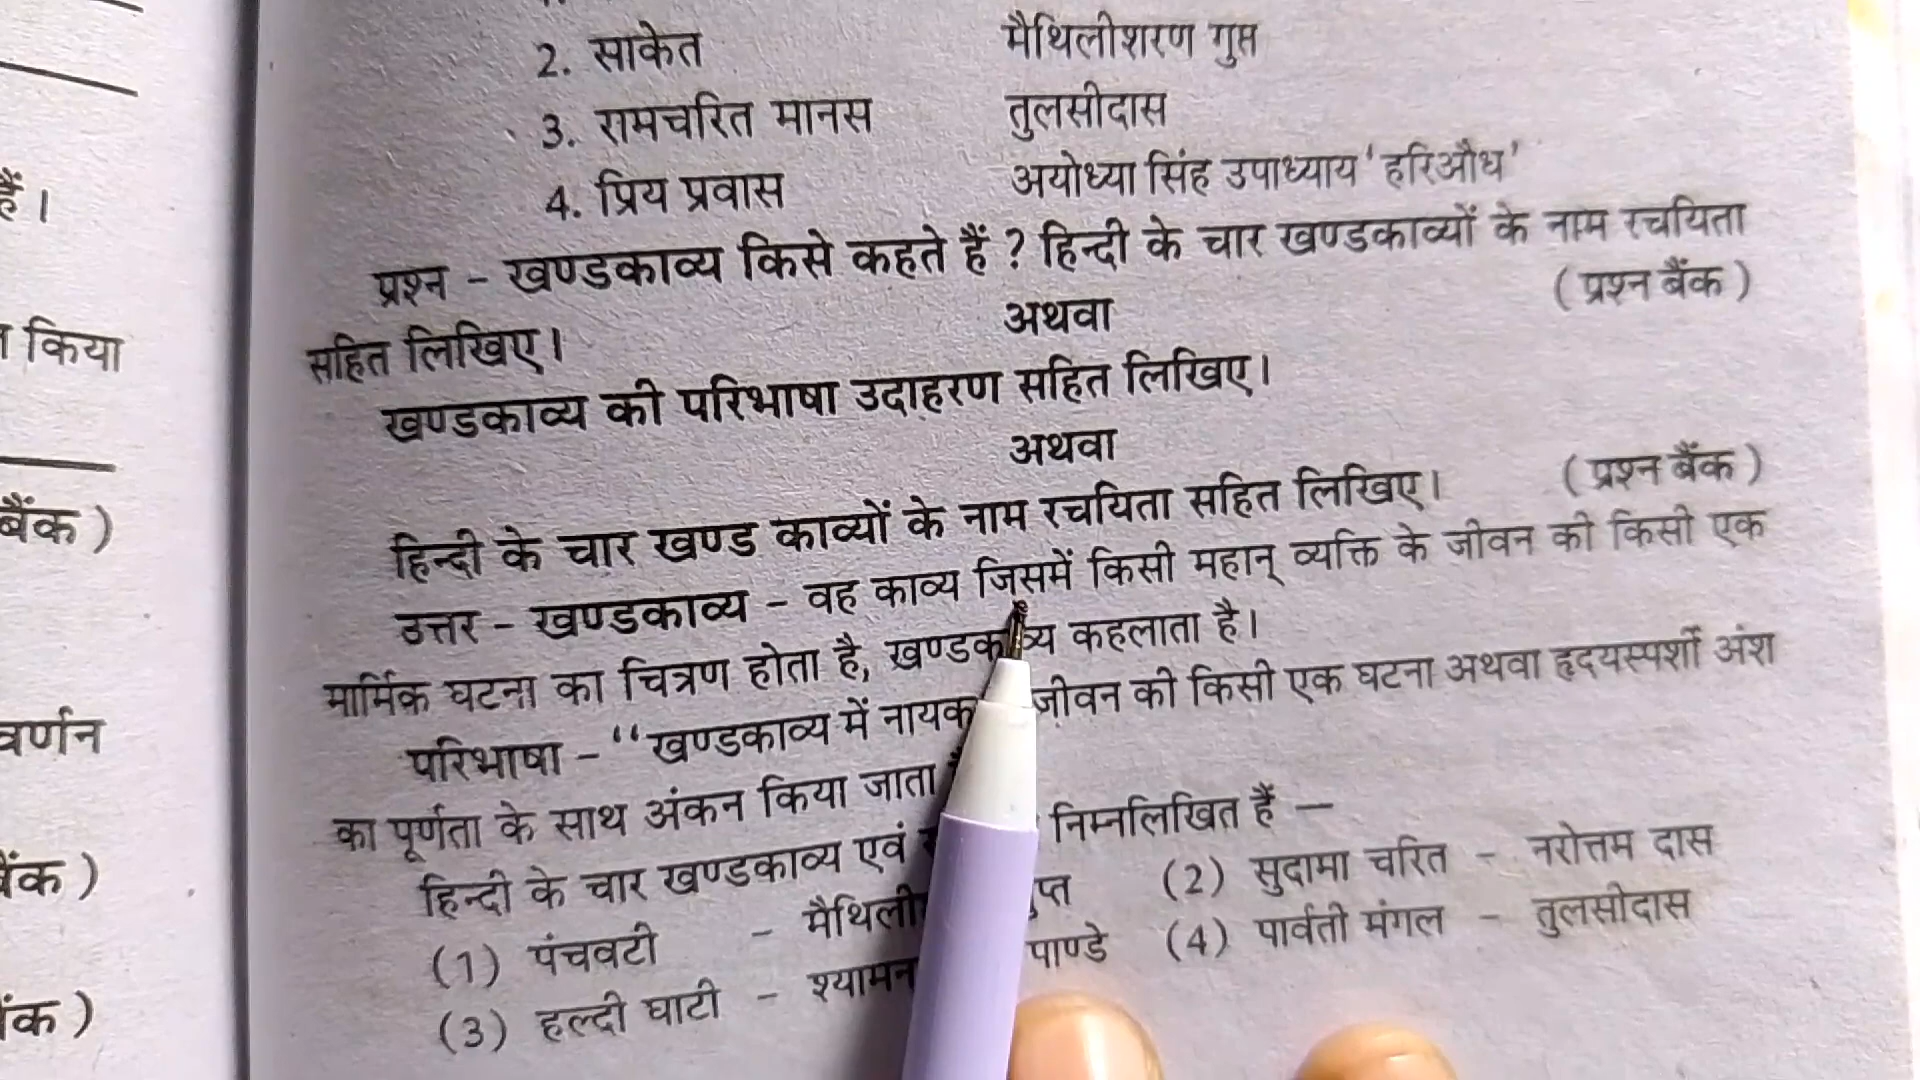 2. साकेत मैथिलीशरण गुप्त
3. रामचरित मानस तुलसीदास
4. प्रिय प्रवास अयोध्या सिंह उपाध्याय 'हरिऔध'
प्रश्न – खण्डकाव्य किसे कहते हैं ? हिन्दी के चार खण्डकाव्यों के नाम रचयिता
सहित लिखिए। (प्रश्न बैंक)
अथवा
खण्डकाव्य की परिभाषा उदाहरण सहित लिखिए।
अथवा
हिन्दी के चार खण्ड काव्यों के नाम रचयिता सहित लिखिए। (प्रश्न बैंक)
उत्तर – खण्डकाव्य – वह काव्य जिसमें किसी महान् व्यक्ति के जीवन की किसी एक
मार्मिक घटना का चित्रण होता है, खण्डकाव्य कहलाता है।
परिभाषा – ‘‘खण्डकाव्य में नायक जीवन की किसी एक घटना अथवा हृदयस्पर्शी अंश
का पूर्णता के साथ अंकन किया जाता
हिन्दी के चार खण्डकाव्य एवं निम्नलिखित हैं —
(1) पंचवटी – (2) सुदामा चरित – नरोत्तम दास
(3) हल्दी घाटी – पाण्डे (4) पार्वती मंगल – तुलसीदास
हैं।
किया
बैंक)
वर्णन